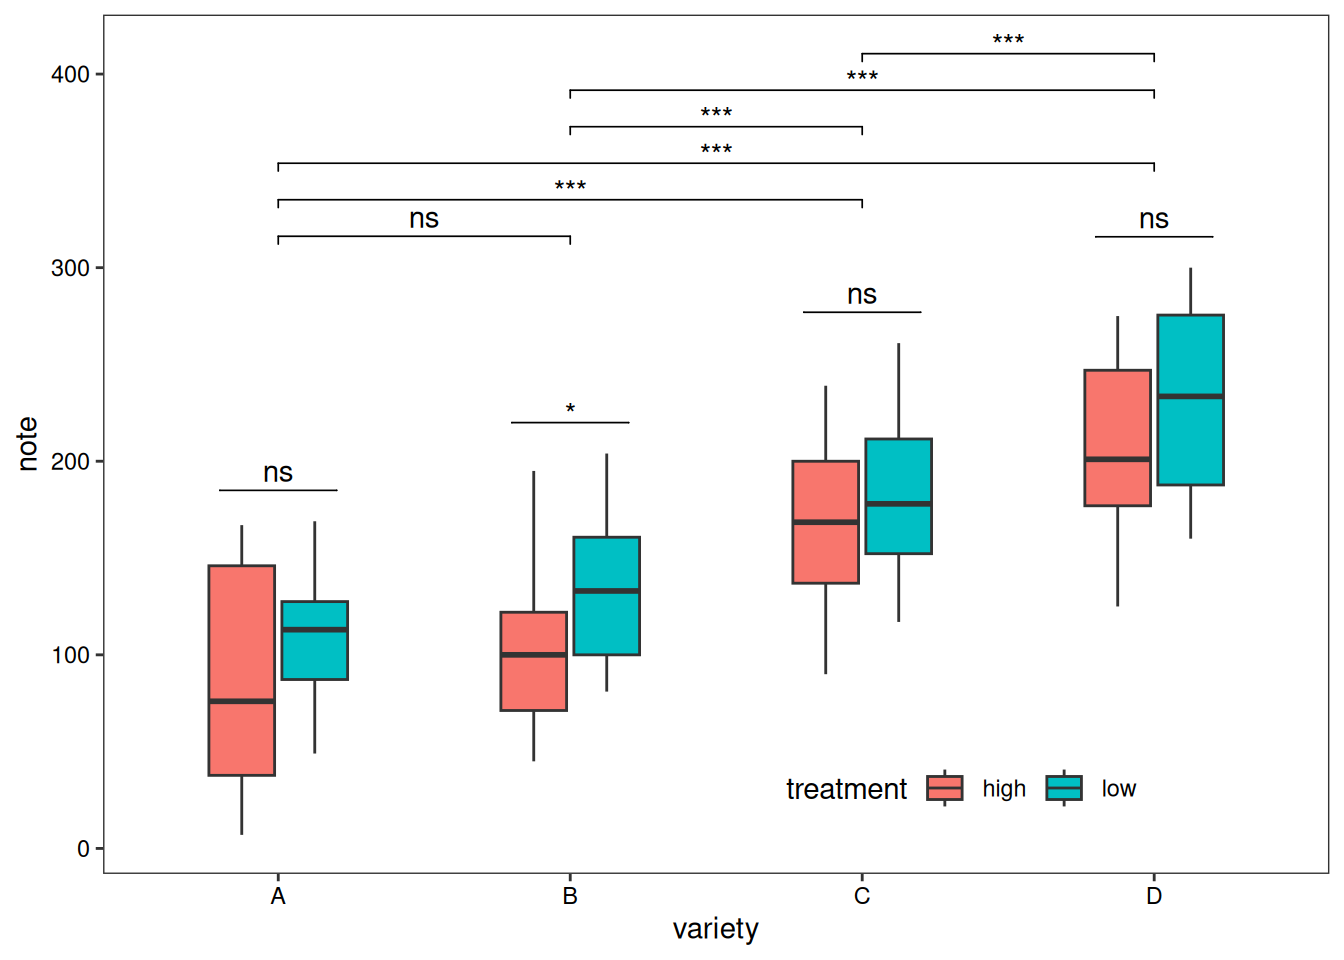 ***
400
***
***
***
***
ns
ns
300
ns
*
note
200
ns
100
treatment high low
0
A B C D
variety